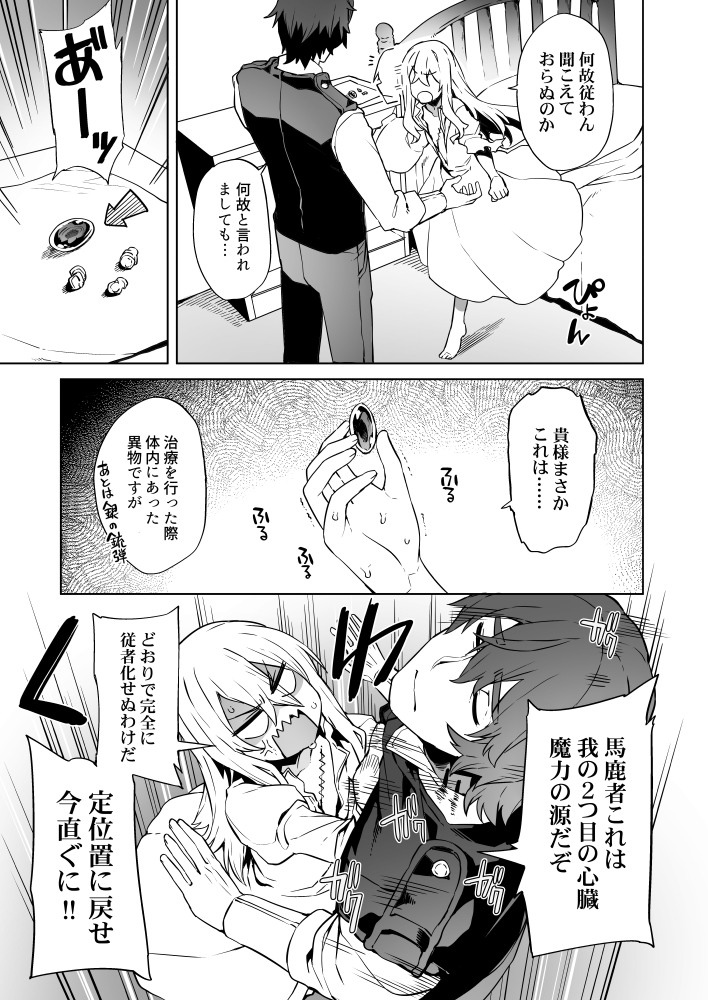 何故従わん
聞こえて
おらぬのか
何故と言われ
ましても…
ぴょん
あ゛ーッ
貴様まさか
これは……
ふる
ふる
ふる
治療を行った際
体内にあった
異物ですが
あとは銀の銃弾
馬鹿者これは
我の2つ目の心臓
魔力の源だぞ
わ
く
ガク
ガク
ガク
ガク
どおりで完全に
従者化せぬわけだ
定位置に戻せ
今直ぐに!!